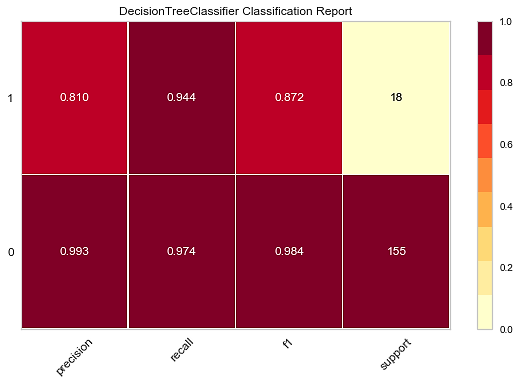 DecisionTreeClassifier Classification Report
1 0.810 0.944 0.872 18
0 0.993 0.974 0.984 155
precision recall f1 support
1.0
0.8
0.6
0.4
0.2
0.0